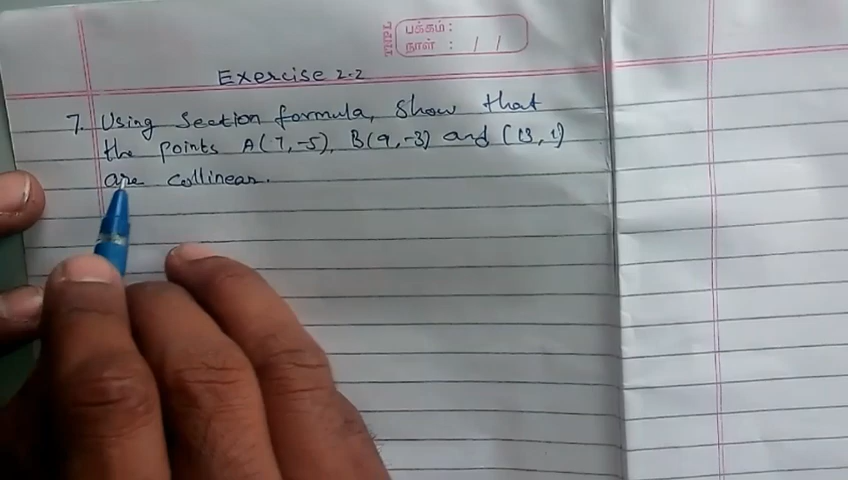 TNPL
பக்கம்:
நாள் : / /
Exercise 2.2
7. Using Section formula, Show that
the points A(7,-5), B(9,-3) and (13,1)
are collinear.